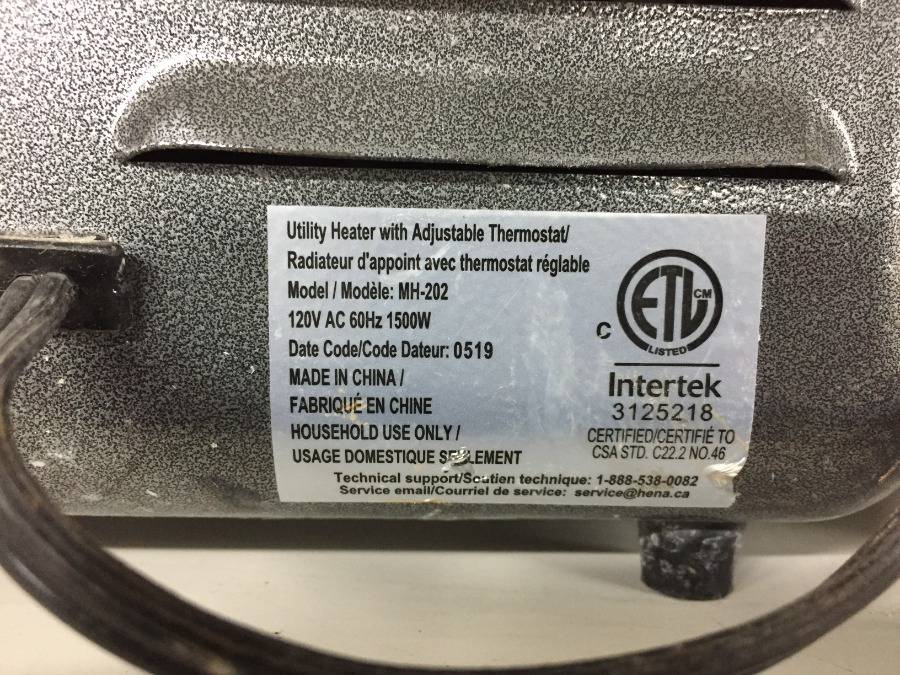 Utility Heater with Adjustable Thermostat/
Radiateur d'appoint avec thermostat réglable
Model / Modèle: MH-202
120V AC 60Hz 1500W
Date Code/Code Dateur: 0519
MADE IN CHINA /
FABRIQUÉ EN CHINE
HOUSEHOLD USE ONLY /
USAGE DOMESTIQUE SEULEMENT
C ETL CM
LISTED
Intertek
3125218
CERTIFIED/CERTIFIÉ TO
CSA STD. C22.2 NO.46
Technical support/Soutien technique: 1-888-538-0082
Service email/Courriel de service: service@hena.ca